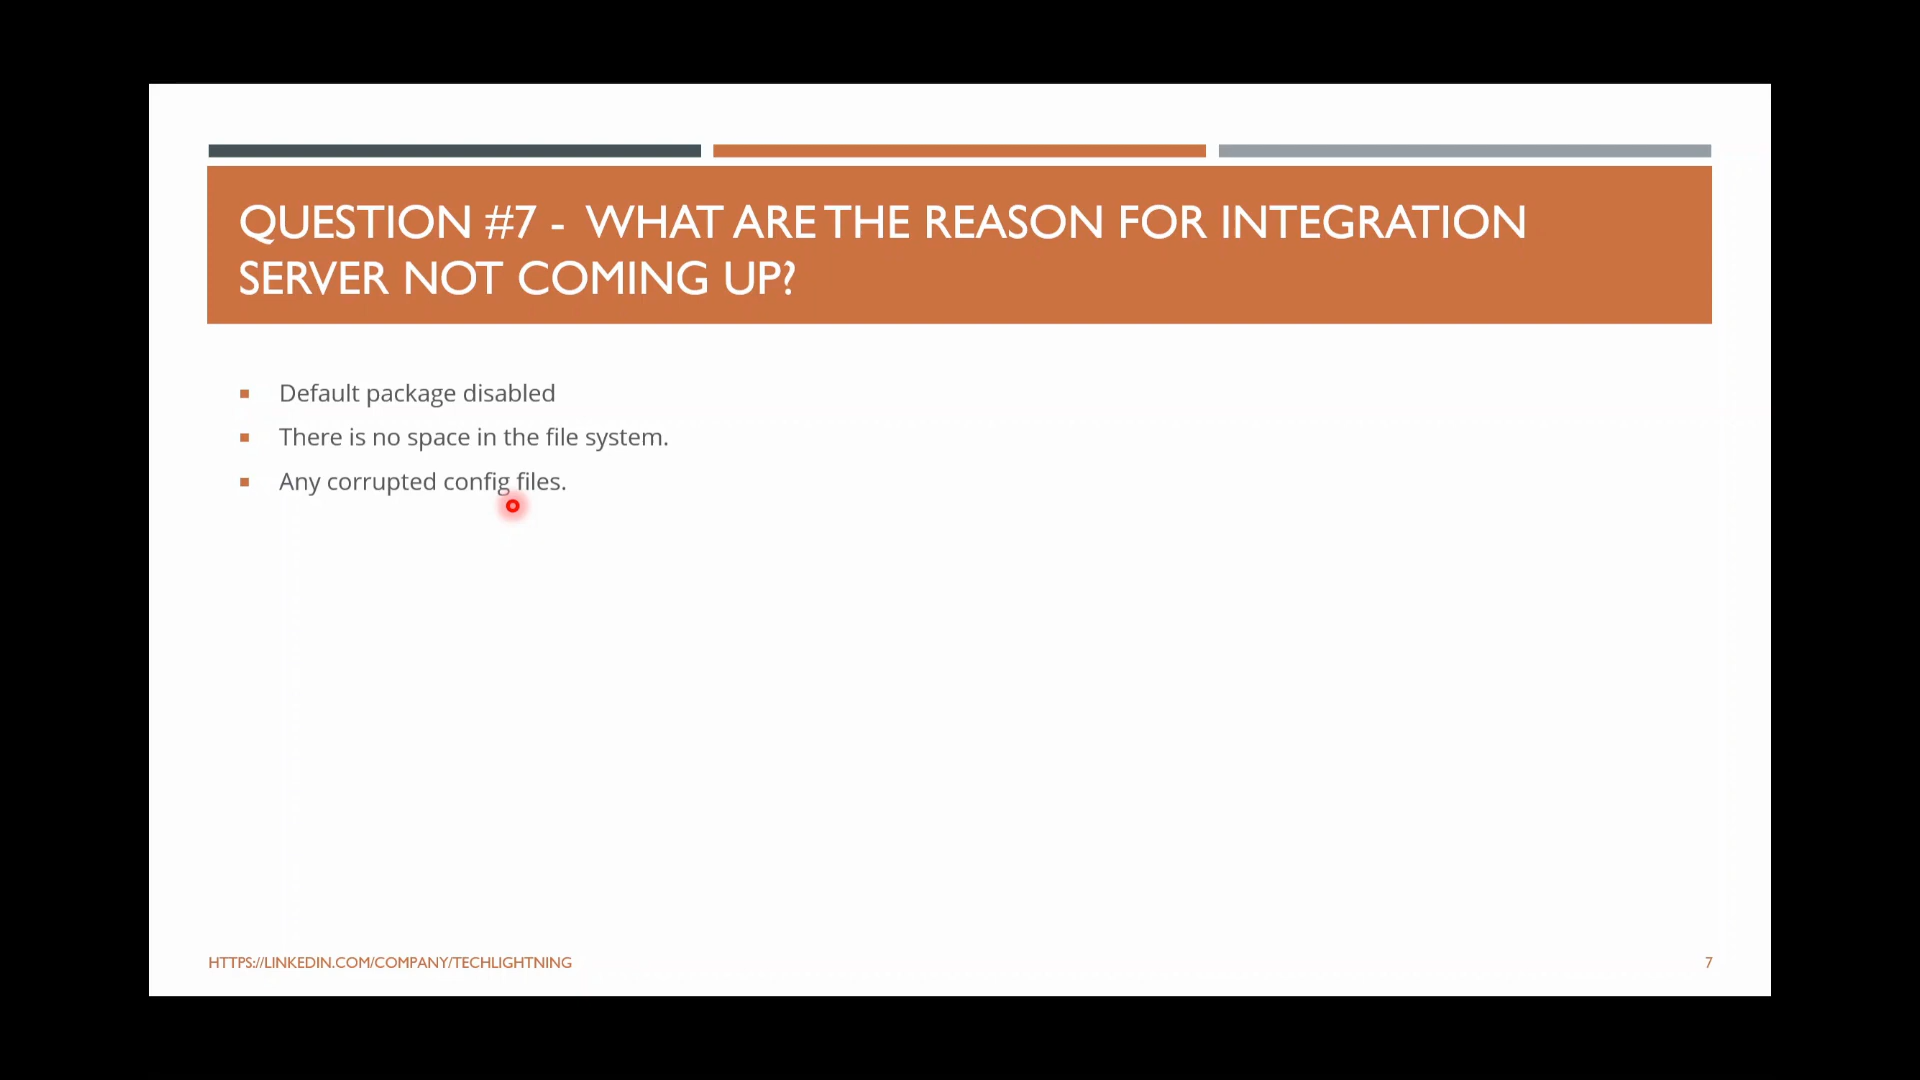 QUESTION #7 - WHAT ARE THE REASON FOR INTEGRATION
SERVER NOT COMING UP?
Default package disabled
There is no space in the file system.
Any corrupted config files.
HTTPS://LINKEDIN.COM/COMPANY/TECHLIGHTNING
7